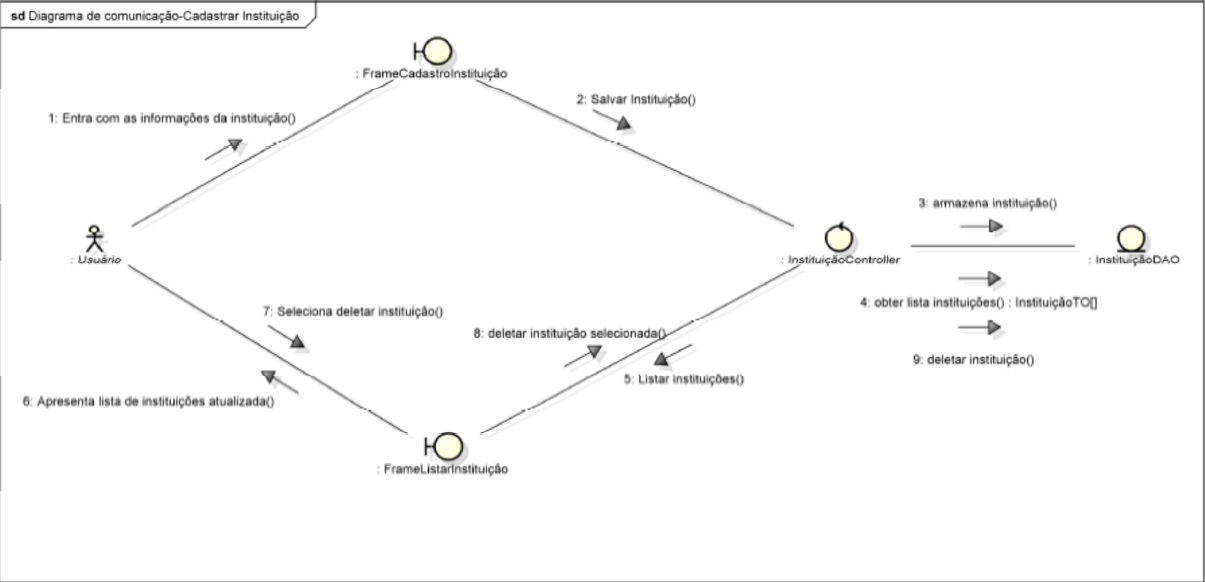 sd Diagrama de comunicação-Cadastrar Instituição
: FrameCadastroInstituição
2: Salvar Instituição()
1: Entra com as informações da instituição()
3: armazena instituição()
: Usuário
: InstituiçãoController
: InstituiçãoDAO
4: obter lista instituições() : InstituiçãoTO[]
7: Seleciona deletar instituição()
8: deletar instituição selecionada()
9: deletar instituição()
5: Listar instituições()
6: Apresenta lista de instituições atualizada()
: FrameListarInstituição